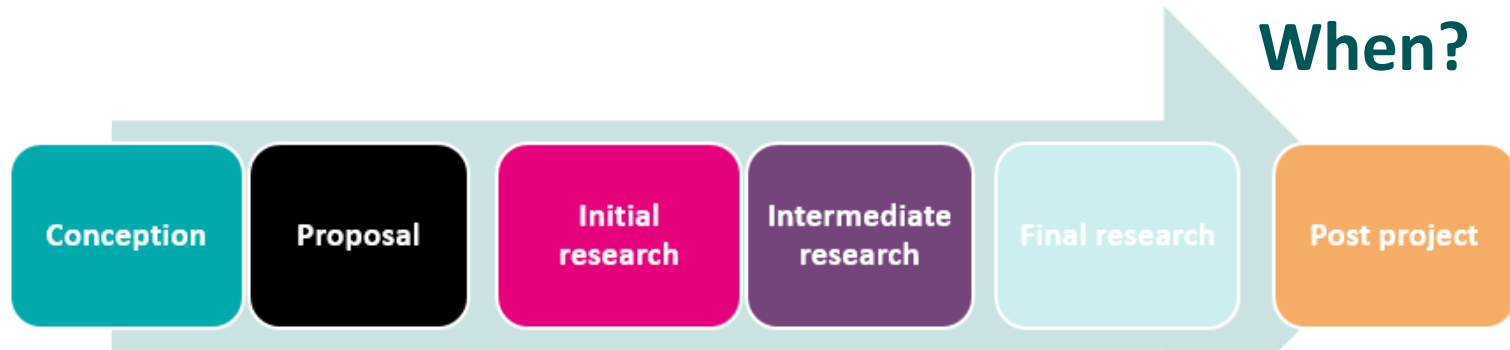 When?
Conception
Proposal
Initial
research
Intermediate
research
Final research
Post project